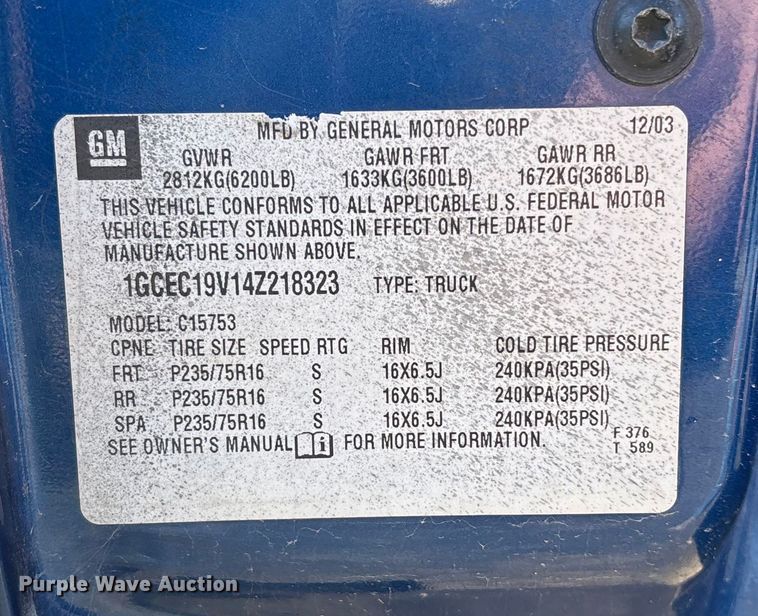 GM
MFD BY GENERAL MOTORS CORP 12/03
GVWR GAWR FRT GAWR RR
2812KG(6200LB) 1633KG(3600LB) 1672KG(3686LB)
THIS VEHICLE CONFORMS TO ALL APPLICABLE U.S. FEDERAL MOTOR
VEHICLE SAFETY STANDARDS IN EFFECT ON THE DATE OF
MANUFACTURE SHOWN ABOVE.
1GCEC19V14Z218323 TYPE: TRUCK
MODEL: C15753
CPNE TIRE SIZE SPEED RTG RIM COLD TIRE PRESSURE
FRT P235/75R16 S 16X6.5J 240KPA(35PSI)
RR P235/75R16 S 16X6.5J 240KPA(35PSI)
SPA P235/75R16 S 16X6.5J 240KPA(35PSI)
SEE OWNER'S MANUAL i FOR MORE INFORMATION.
F 376
T 589
Purple Wave Auction